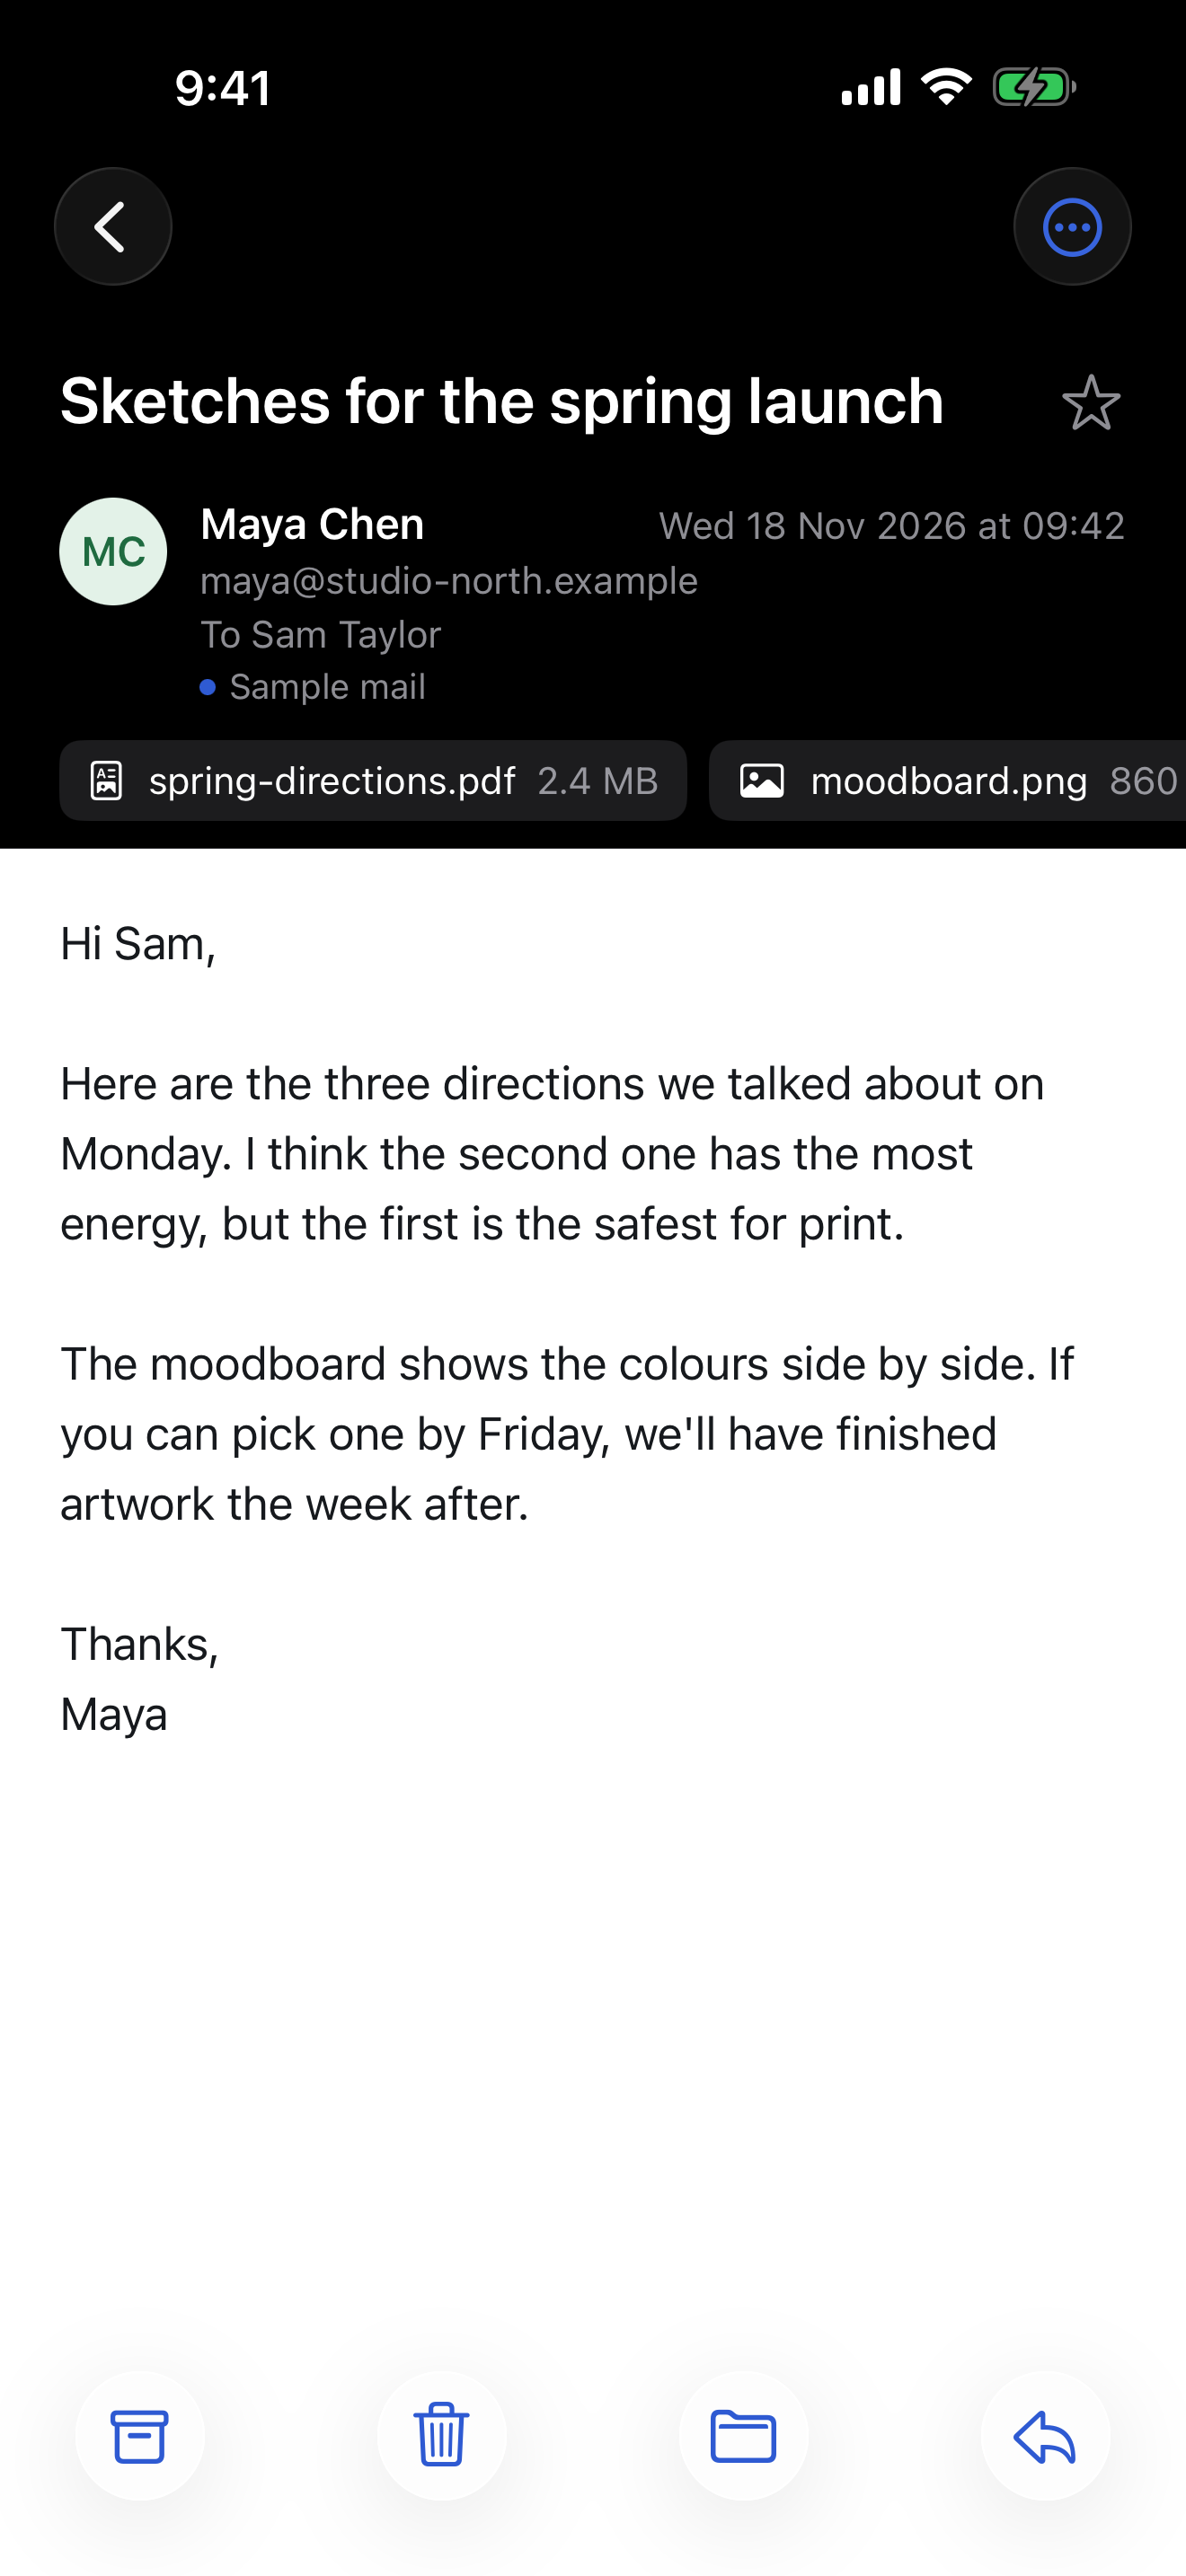 9:41
Sketches for the spring launch
MC
Maya Chen
Wed 18 Nov 2026 at 09:42
maya@studio-north.example
To Sam Taylor
Sample mail
spring-directions.pdf 2.4 MB
moodboard.png 860
Hi Sam,
Here are the three directions we talked about on
Monday. I think the second one has the most
energy, but the first is the safest for print.
The moodboard shows the colours side by side. If
you can pick one by Friday, we'll have finished
artwork the week after.
Thanks,
Maya